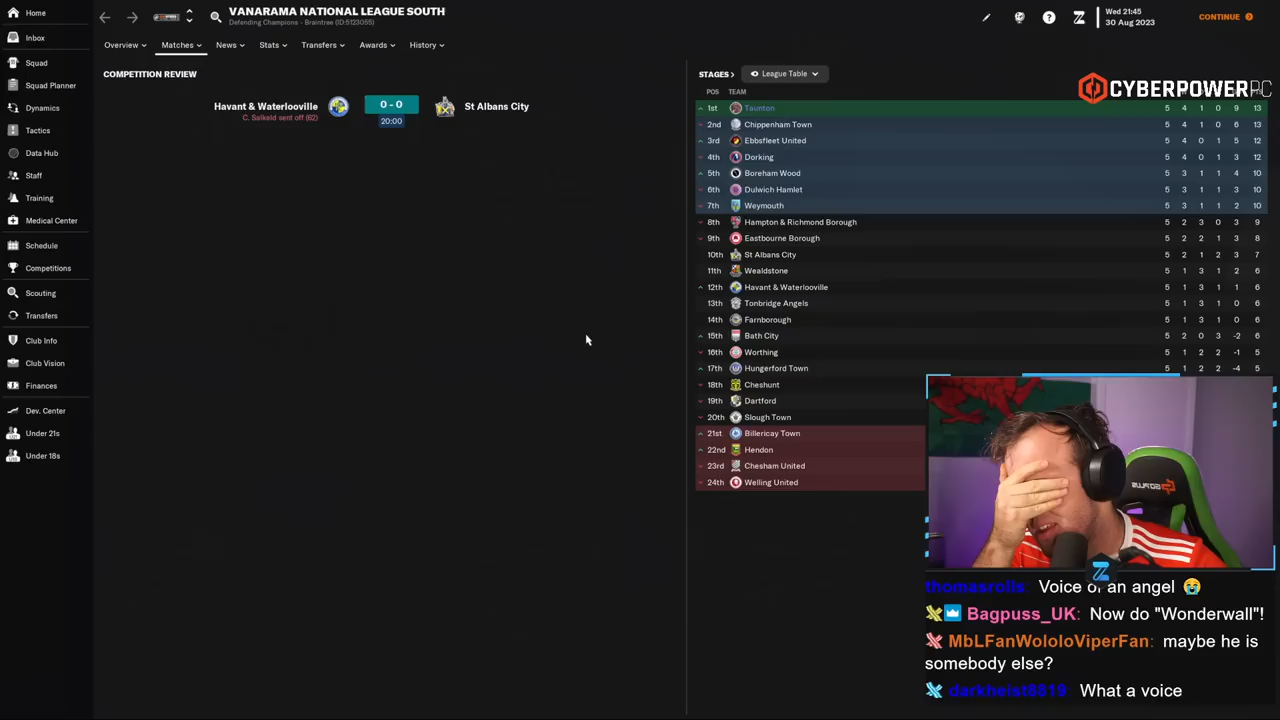 Home
Inbox
Squad
Squad Planner
Dynamics
Tactics
Data Hub
Staff
Training
Medical Center
Schedule
Competitions
Scouting
Transfers
Club Info
Club Vision
Finances
Dev. Center
Under 21s
Under 18s
VANARAMA NATIONAL LEAGUE SOUTH
Defending Champions - Braintree (ID:5123055)
Wed 21:45
30 Aug 2023
CONTINUE
Overview Matches News Stats Transfers Awards History
COMPETITION REVIEW
Havant & Waterlooville 0 - 0 St Albans City
C. Salkeld sent off (62) 20:00
STAGES League Table
CYBERPOWERPC
POS TEAM
1st Taunton 5 4 1 0 9 13
2nd Chippenham Town 5 4 1 0 6 13
3rd Ebbsfleet United 5 4 0 1 5 12
4th Dorking 5 4 0 1 3 12
5th Boreham Wood 5 3 1 1 4 10
6th Dulwich Hamlet 5 3 1 1 3 10
7th Weymouth 5 3 1 1 2 10
8th Hampton & Richmond Borough 5 2 3 0 3 9
9th Eastbourne Borough 5 2 2 1 3 8
10th St Albans City 5 2 1 2 3 7
11th Wealdstone 5 1 3 1 2 6
12th Havant & Waterlooville 5 1 3 1 1 6
13th Tonbridge Angels 5 1 3 1 0 6
14th Farnborough 5 1 3 1 0 6
15th Bath City 5 2 0 3 -2 6
16th Worthing 5 1 2 2 -1 5
17th Hungerford Town 5 1 2 2 -4 5
18th Cheshunt
19th Dartford
20th Slough Town
21st Billericay Town
22nd Hendon
23rd Chesham United
24th Welling United
thomasrolls: Voice of an angel 😭
Bagpuss_UK: Now do "Wonderwall"!
MbLFanWololoViperFan: maybe he is
somebody else?
darkheist8819: What a voice